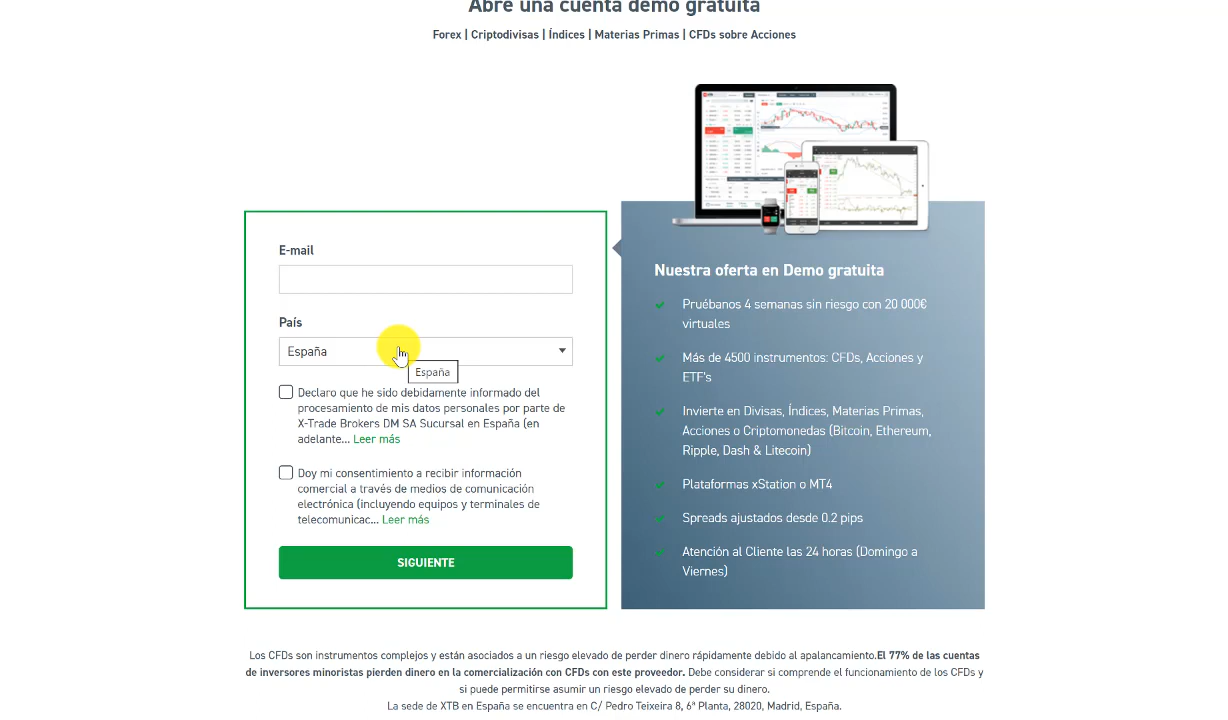 Abre una cuenta demo gratuita
Forex | Criptodivisas | Índices | Materias Primas | CFDs sobre Acciones
E-mail
País
España
España
Declaro que he sido debidamente informado del
procesamiento de mis datos personales por parte de
X-Trade Brokers DM SA Sucursal en España (en
adelante... Leer más
Doy mi consentimiento a recibir información
comercial a través de medios de comunicación
electrónica (incluyendo equipos y terminales de
telecomunicac... Leer más
SIGUIENTE
Nuestra oferta en Demo gratuita
Pruébanos 4 semanas sin riesgo con 20 000€
virtuales
Más de 4500 instrumentos: CFDs, Acciones y
ETF's
Invierte en Divisas, Índices, Materias Primas,
Acciones o Criptomonedas (Bitcoin, Ethereum,
Ripple, Dash & Litecoin)
Plataformas xStation o MT4
Spreads ajustados desde 0.2 pips
Atención al Cliente las 24 horas (Domingo a
Viernes)
Los CFDs son instrumentos complejos y están asociados a un riesgo elevado de perder dinero rápidamente debido al apalancamiento.El 77% de las cuentas
de inversores minoristas pierden dinero en la comercialización con CFDs con este proveedor. Debe considerar si comprende el funcionamiento de los CFDs y
si puede permitirse asumir un riesgo elevado de perder su dinero.
La sede de XTB en España se encuentra en C/ Pedro Teixeira 8, 6ª Planta, 28020, Madrid, España.